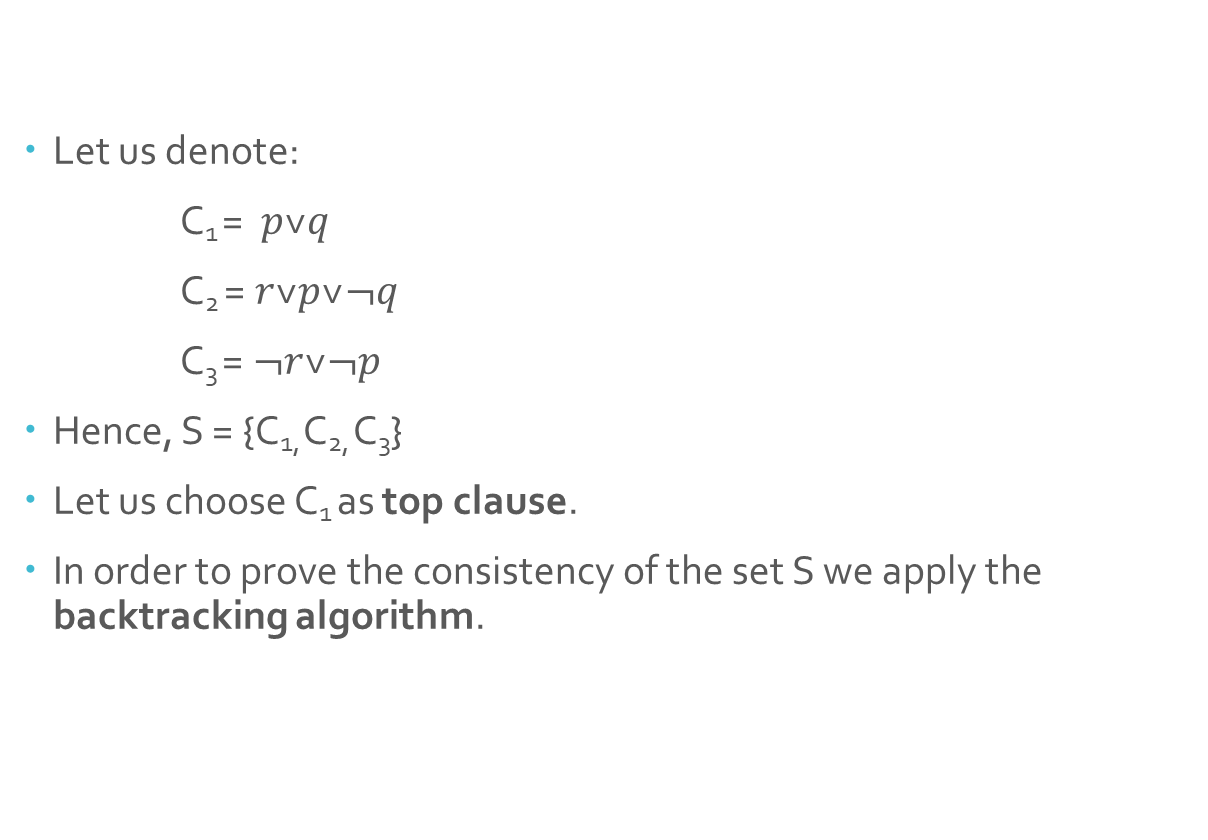 • Let us denote:
C₁ = p∨q
C₂ = r∨p∨¬q
C₃ = ¬r∨¬p
• Hence, S = {C₁, C₂, C₃}
• Let us choose C₁ as top clause.
• In order to prove the consistency of the set S we apply the
backtracking algorithm.